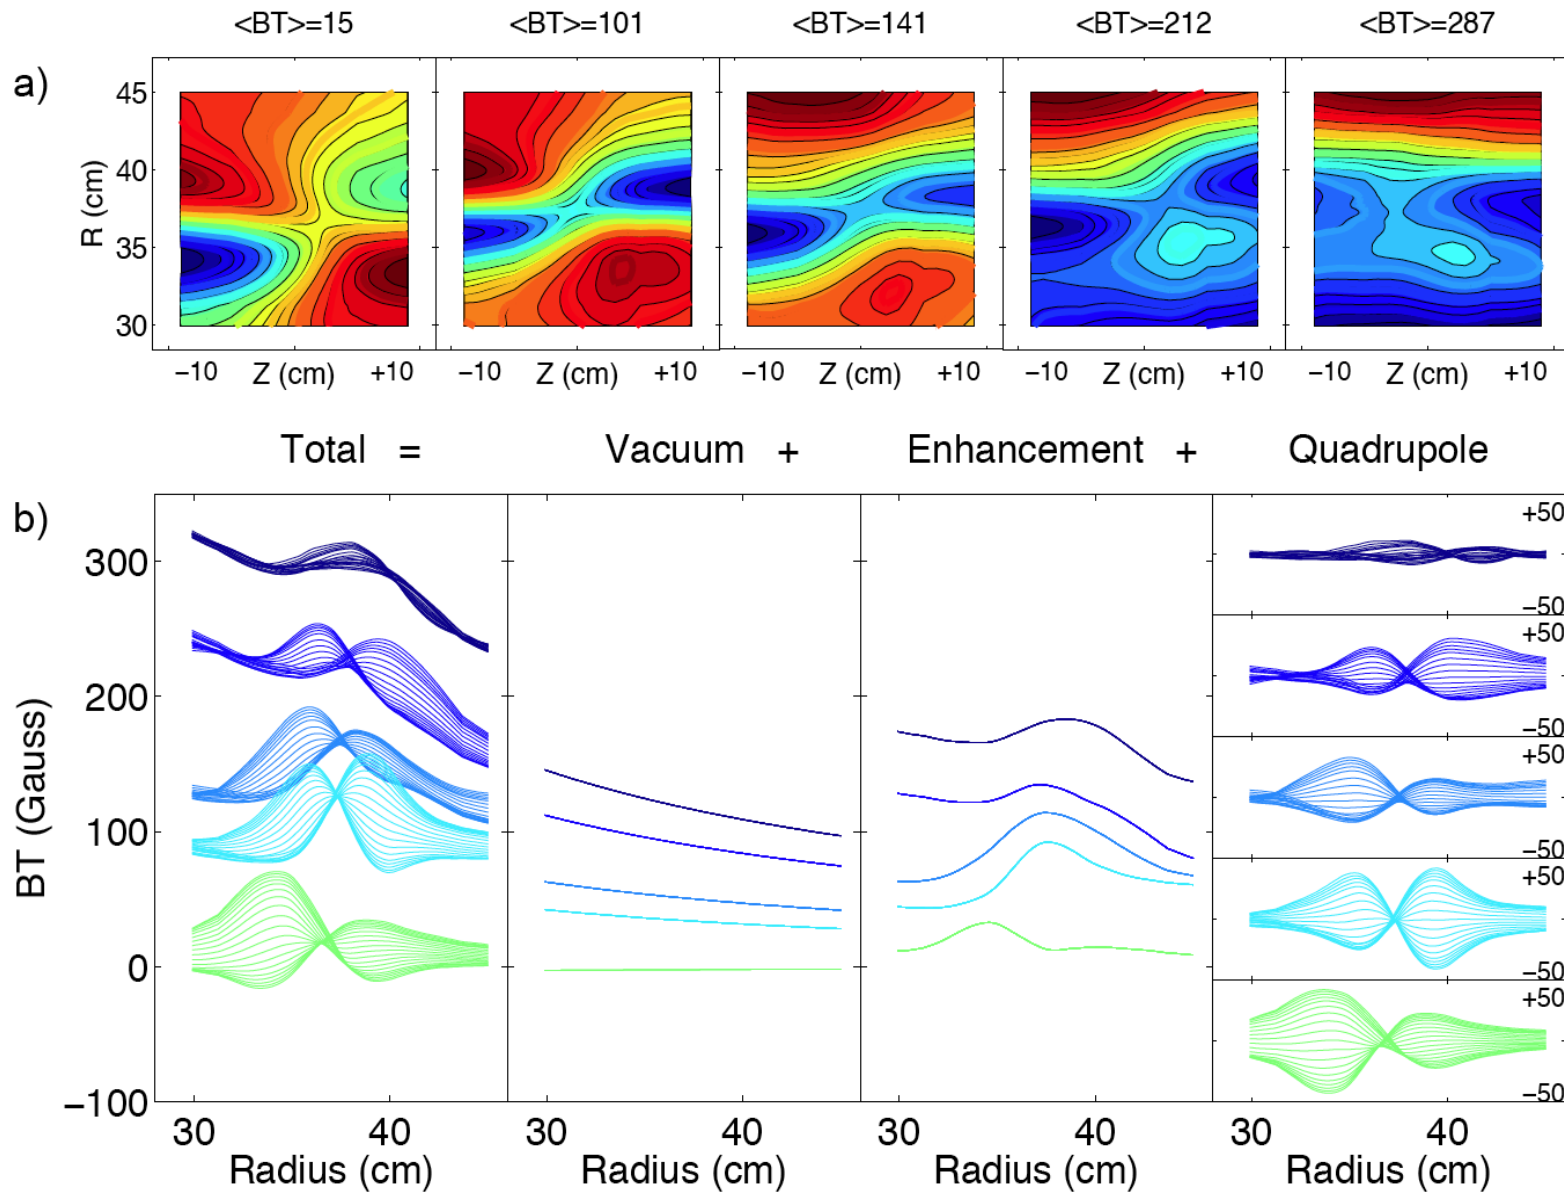 <BT>=15 <BT>=101 <BT>=141 <BT>=212 <BT>=287
a)
45
40
35
30
R (cm)
−10 Z (cm) +10 −10 Z (cm) +10 −10 Z (cm) +10 −10 Z (cm) +10 −10 Z (cm) +10
Total = Vacuum + Enhancement + Quadrupole
b)
300
200
100
0
−100
BT (Gauss)
+50
−50
+50
−50
+50
−50
+50
−50
+50
−50
30 40 30 40 30 40 30 40
Radius (cm) Radius (cm) Radius (cm) Radius (cm)